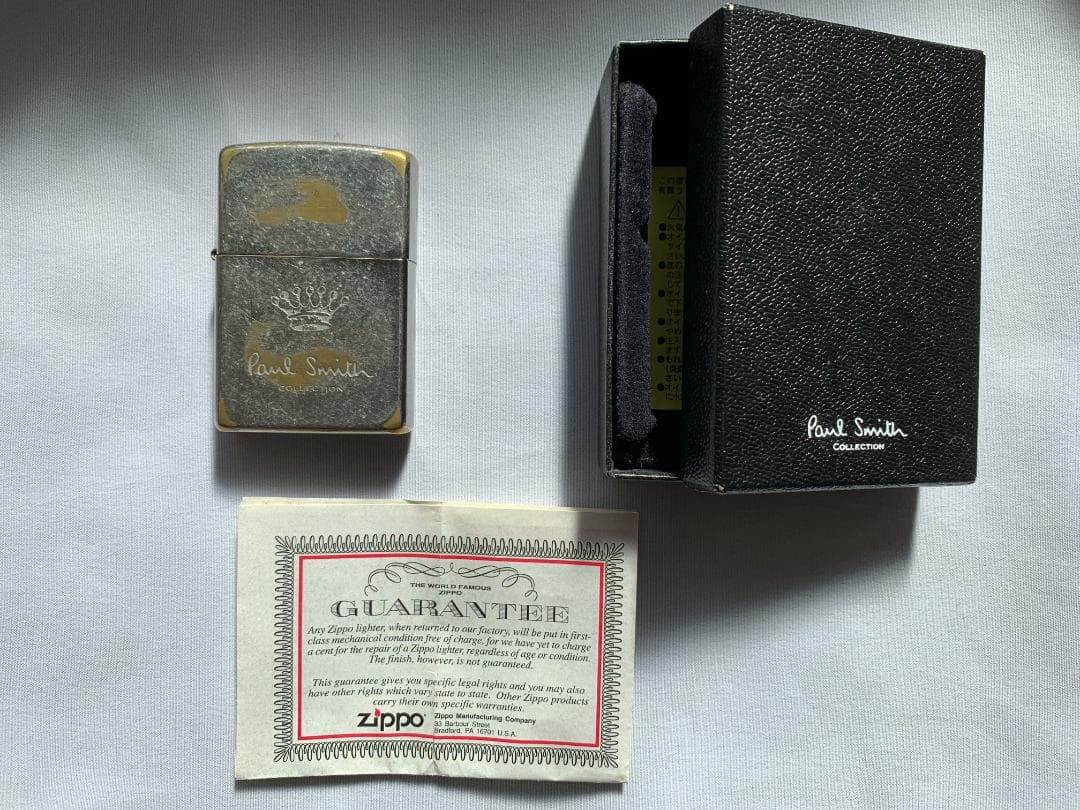 Paul Smith
COLLECTION
Paul Smith
COLLECTION
THE WORLD FAMOUS
ZIPPO
GUARANTEE
Any Zippo lighter, when returned to our factory, will be put in first-
class mechanical condition free of charge, for we have yet to charge
a cent for the repair of a Zippo lighter, regardless of age or condition.
The finish, however, is not guaranteed.
This guarantee gives you specific legal rights and you may also
have other rights which vary state to state. Other Zippo products
carry their own specific warranties.
zippo
Zippo Manufacturing Company
33 Barbour Street
Bradford, PA 16701 U.S.A.